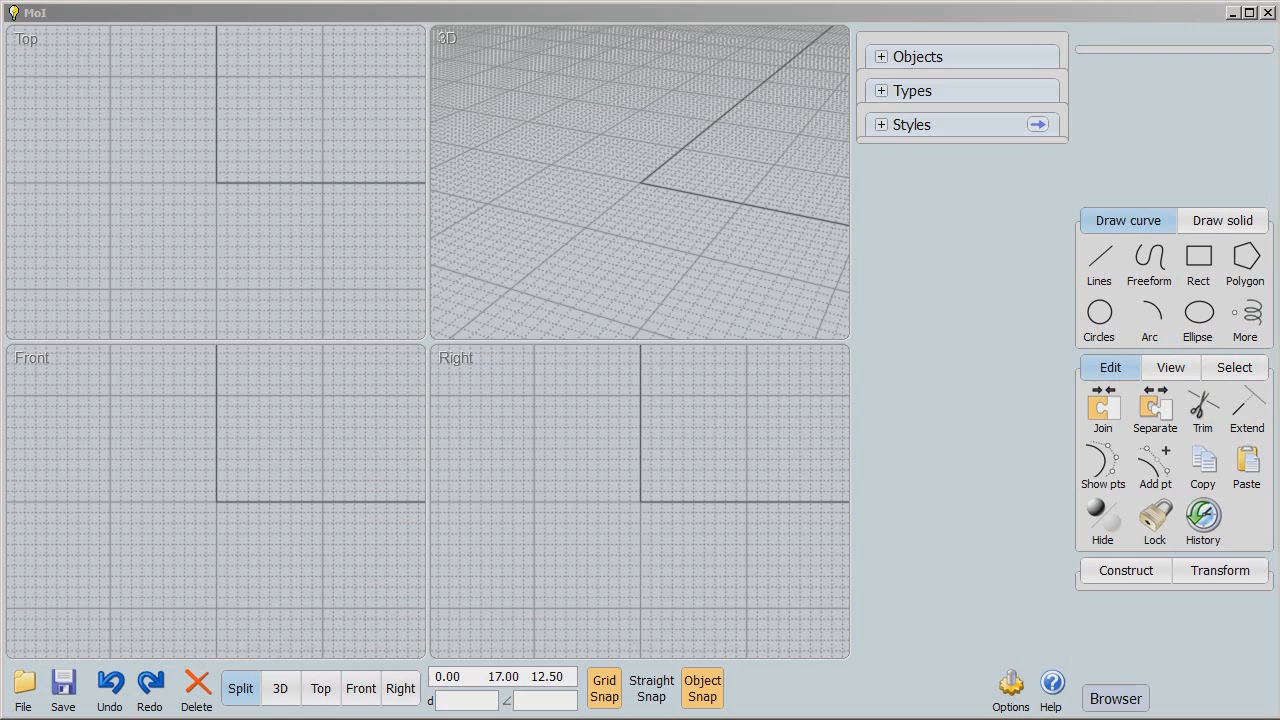 MoI
Top
3D
Front
Right
Objects
Types
Styles
Draw curve Draw solid
Lines Freeform Rect Polygon
Circles Arc Ellipse More
Edit View Select
Join Separate Trim Extend
Show pts Add pt Copy Paste
Hide Lock History
Construct Transform
File Save Undo Redo Delete
Split 3D Top Front Right
0.00 17.00 12.50
d
Grid Snap
Straight Snap
Object Snap
Options Help
Browser